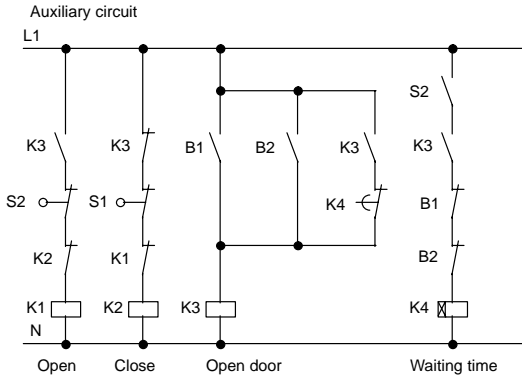 Auxiliary circuit
L1
S2
K3 K3 B1 B2 K3 K3
S2 S1 K4 B1
K2 K1 B2
K1 K2 K3 K4
N
Open Close Open door Waiting time